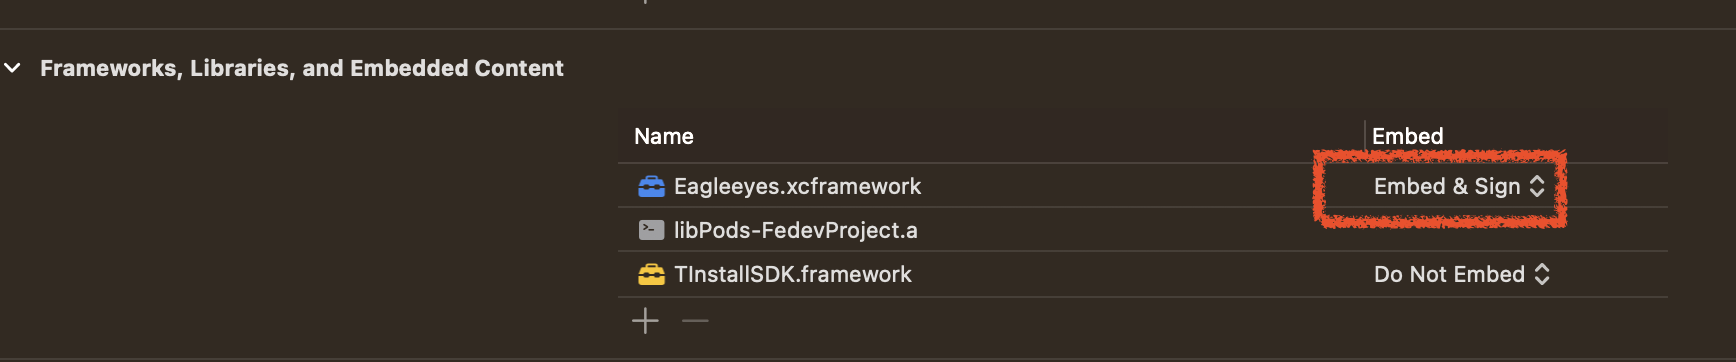 Frameworks, Libraries, and Embedded Content
Name Embed
Eagleeyes.xcframework Embed & Sign
libPods-FedevProject.a
TInstallSDK.framework Do Not Embed